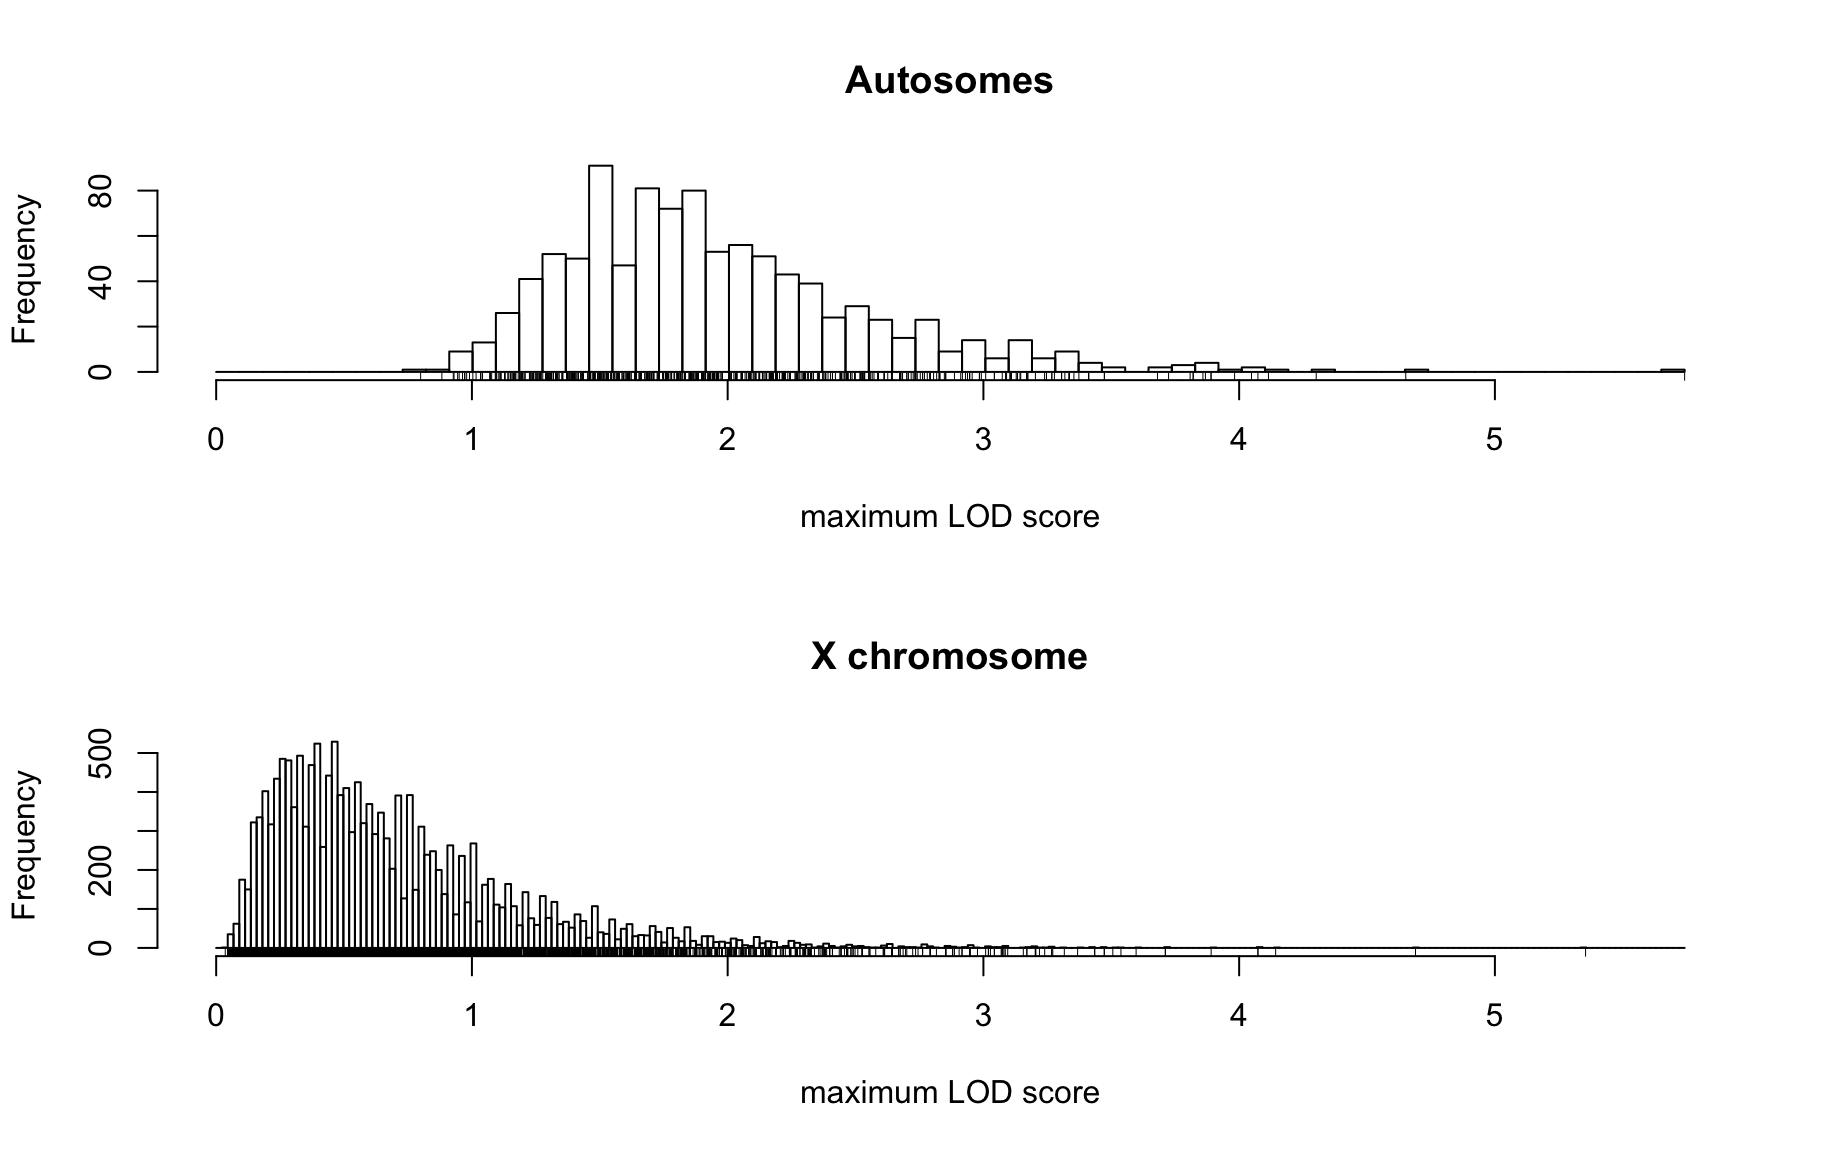 Autosomes
Frequency
80
40
0
0 1 2 3 4 5
maximum LOD score
X chromosome
Frequency
500
200
0
0 1 2 3 4 5
maximum LOD score